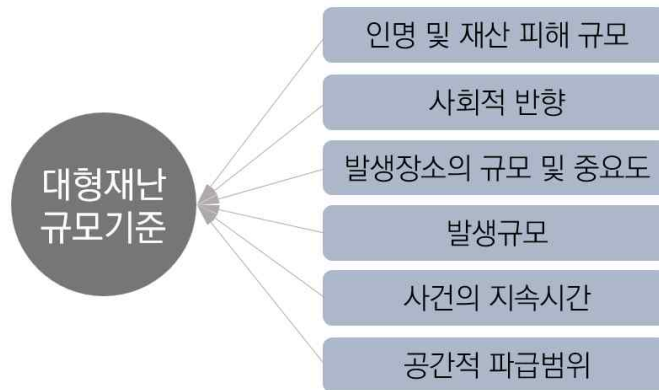 대형재난
규모기준
인명 및 재산 피해 규모
사회적 반향
발생장소의 규모 및 중요도
발생규모
사건의 지속시간
공간적 파급범위